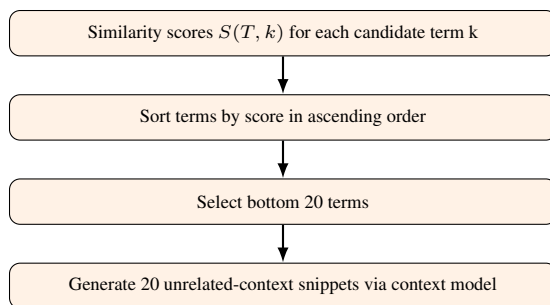 Similarity scores S(T, k) for each candidate term k
Sort terms by score in ascending order
Select bottom 20 terms
Generate 20 unrelated-context snippets via context model